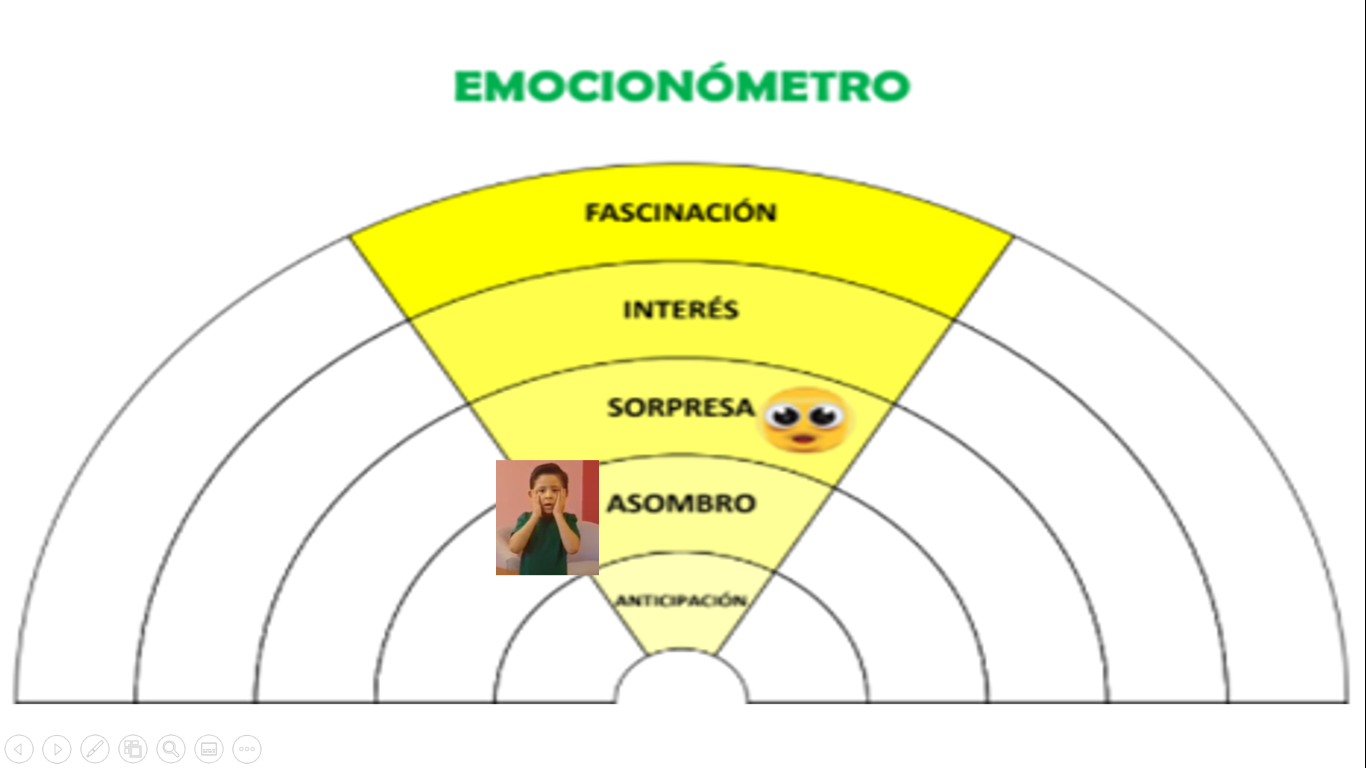 EMOCIONÓMETRO
FASCINACIÓN
INTERÉS
SORPRESA
ASOMBRO
ANTICIPACIÓN